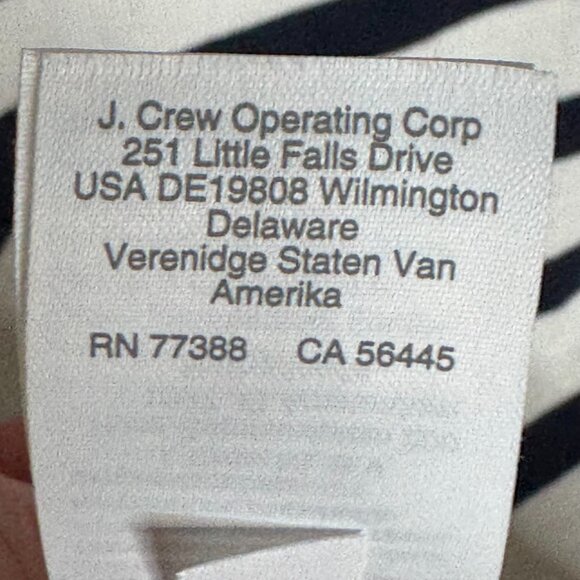 J. Crew Operating Corp
251 Little Falls Drive
USA DE19808 Wilmington
Delaware
Verenidge Staten Van
Amerika
RN 77388 CA 56445